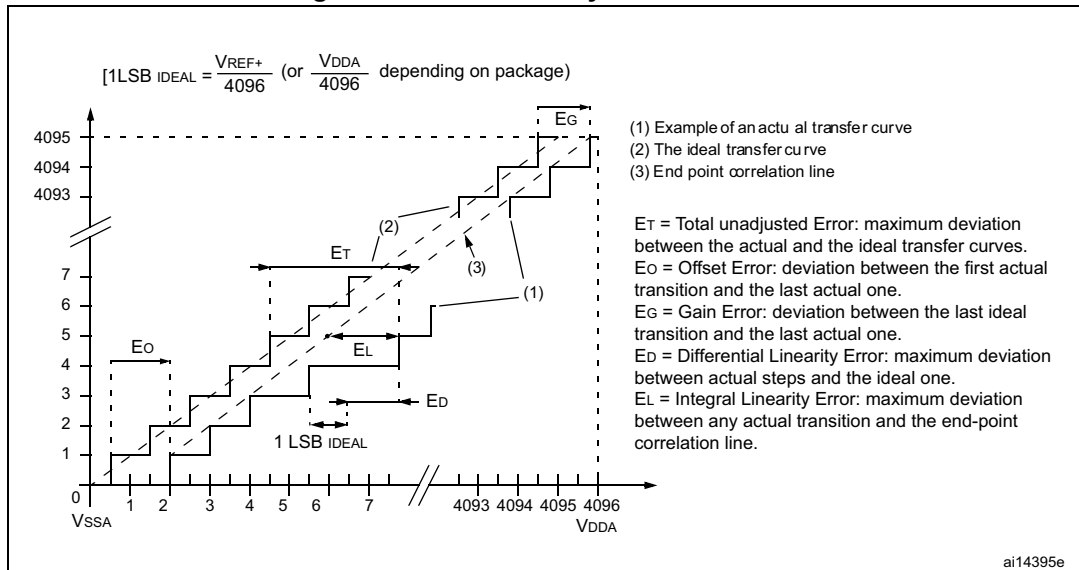 [1LSB IDEAL = VREF+ / 4096 (or VDDA / 4096 depending on package)
EG
4095
4094
4093
7
6
5
4
3
2
1
0
(2)
ET
(3)
(1)
EO
EL
ED
1 LSB IDEAL
1 2 3 4 5 6 7 4093 4094 4095 4096
VSSA
VDDA
(1) Example of an actu al transfer curve
(2) The ideal transfer curve
(3) End point correlation line
ET = Total unadjusted Error: maximum deviation
between the actual and the ideal transfer curves.
EO = Offset Error: deviation between the first actual
transition and the last actual one.
EG = Gain Error: deviation between the last ideal
transition and the last actual one.
ED = Differential Linearity Error: maximum deviation
between actual steps and the ideal one.
EL = Integral Linearity Error: maximum deviation
between any actual transition and the end-point
correlation line.
ai14395e